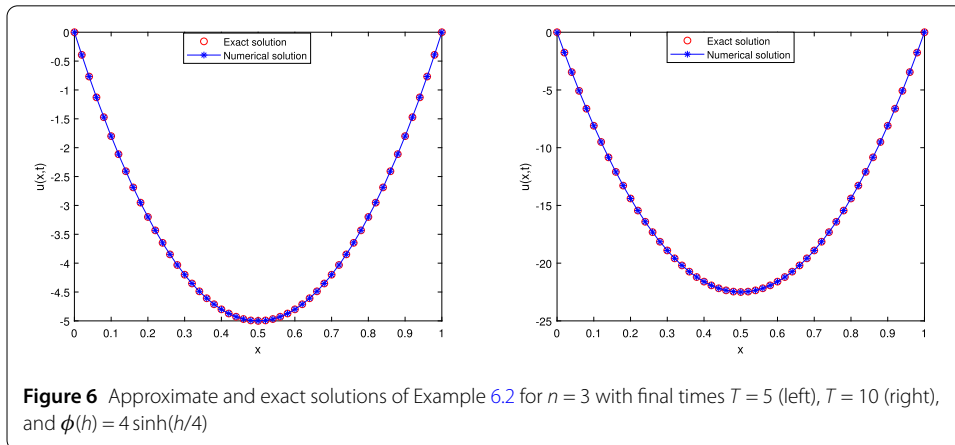 Exact solution
Numerical solution
0
-0.5
-1
-1.5
-2
-2.5
-3
-3.5
-4
-4.5
-5
u(x,t)
0 0.1 0.2 0.3 0.4 0.5 0.6 0.7 0.8 0.9 1
x
Exact solution
Numerical solution
0
-5
-10
-15
-20
-25
u(x,t)
0 0.1 0.2 0.3 0.4 0.5 0.6 0.7 0.8 0.9 1
x
Figure 6 Approximate and exact solutions of Example 6.2 for n = 3 with final times T = 5 (left), T = 10 (right),
and ϕ(h) = 4 sinh(h/4)